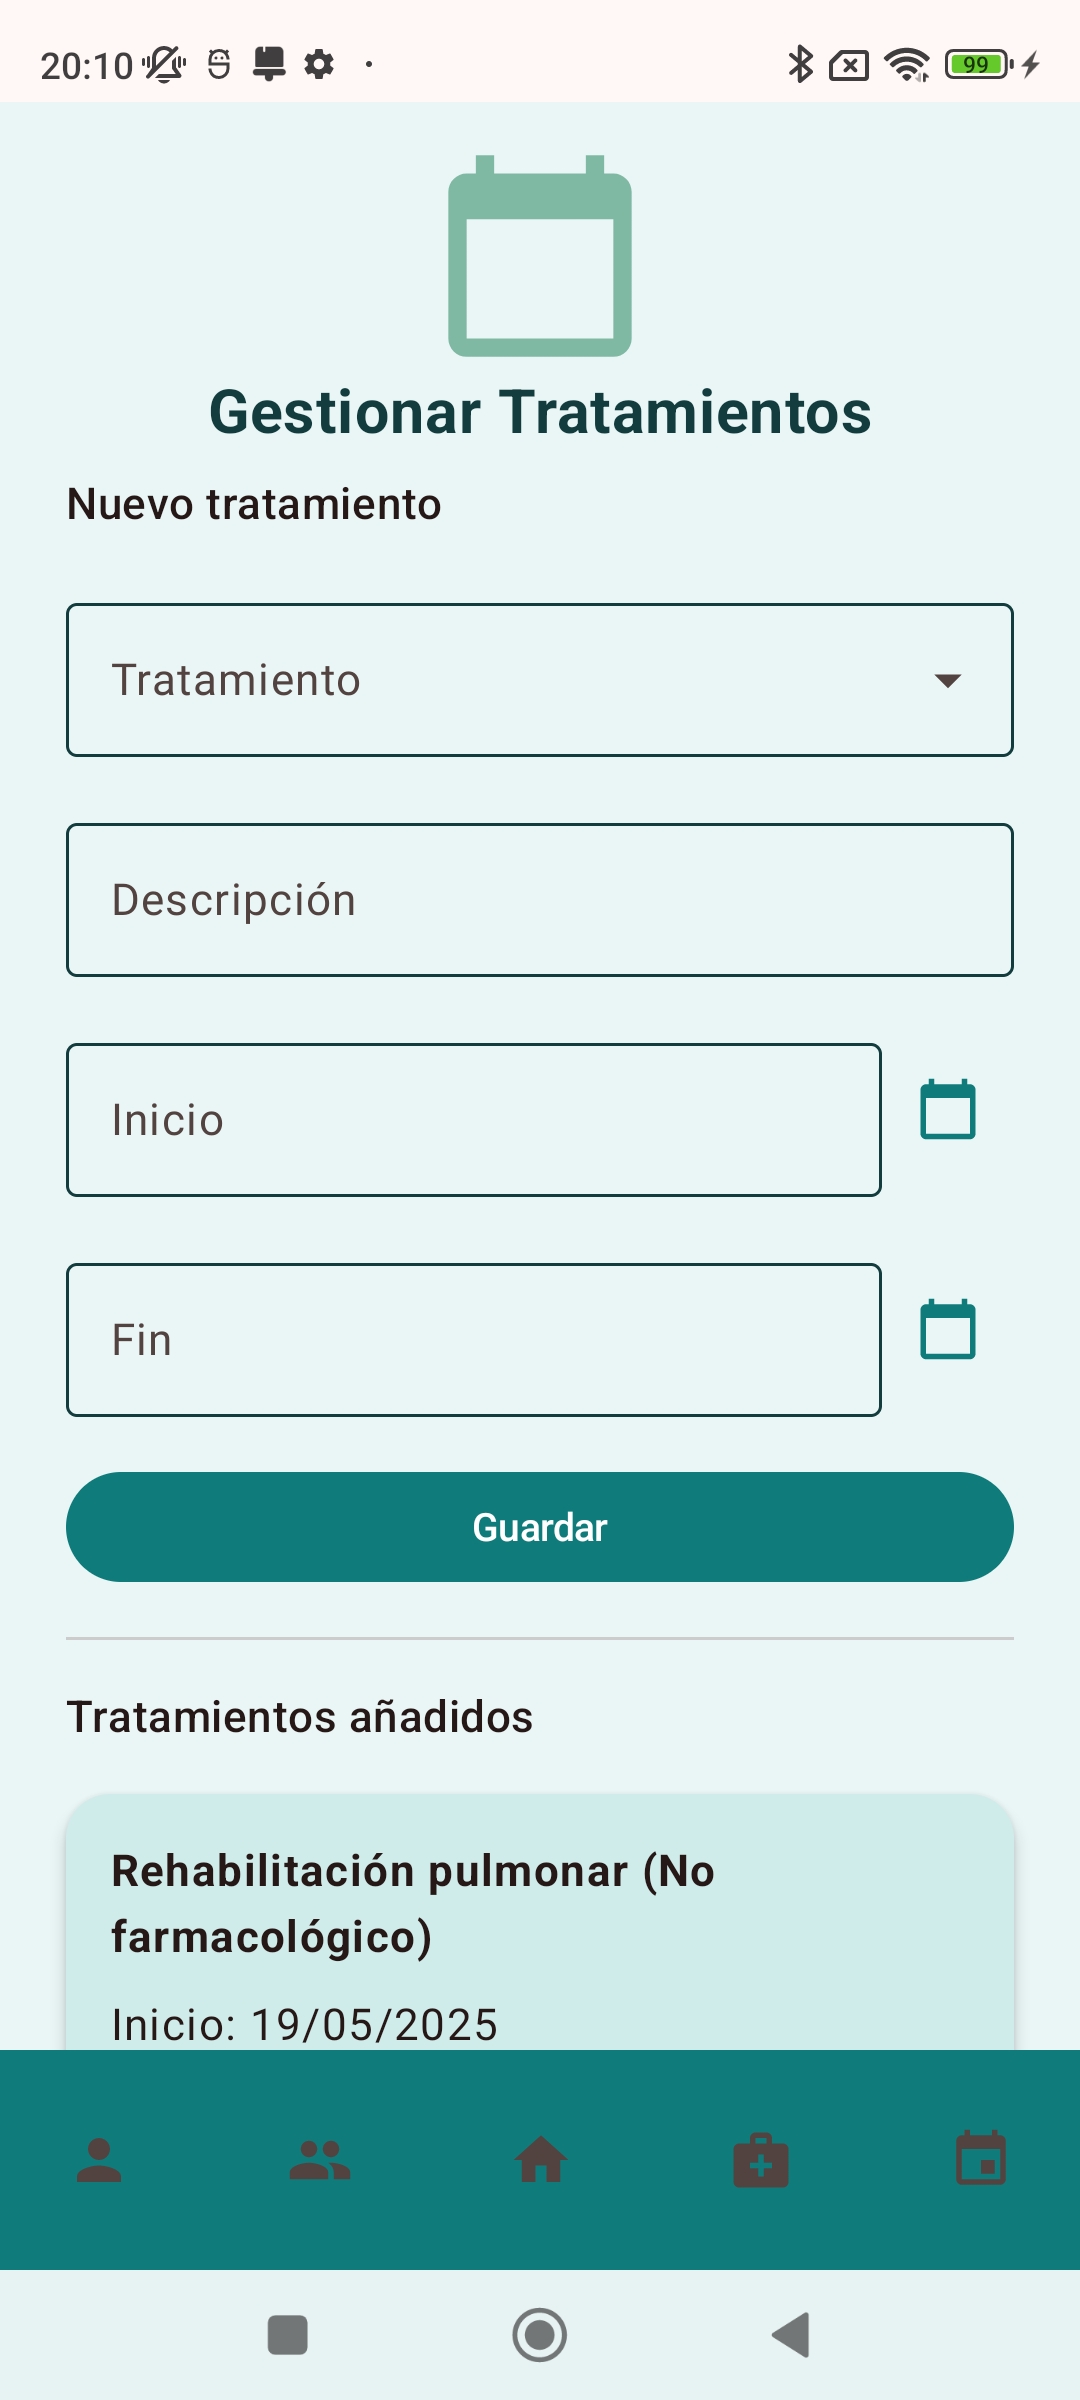 20:10
99
Gestionar Tratamientos
Nuevo tratamiento
Tratamiento
Descripción
Inicio
Fin
Guardar
Tratamientos añadidos
Rehabilitación pulmonar (No
farmacológico)
Inicio: 19/05/2025